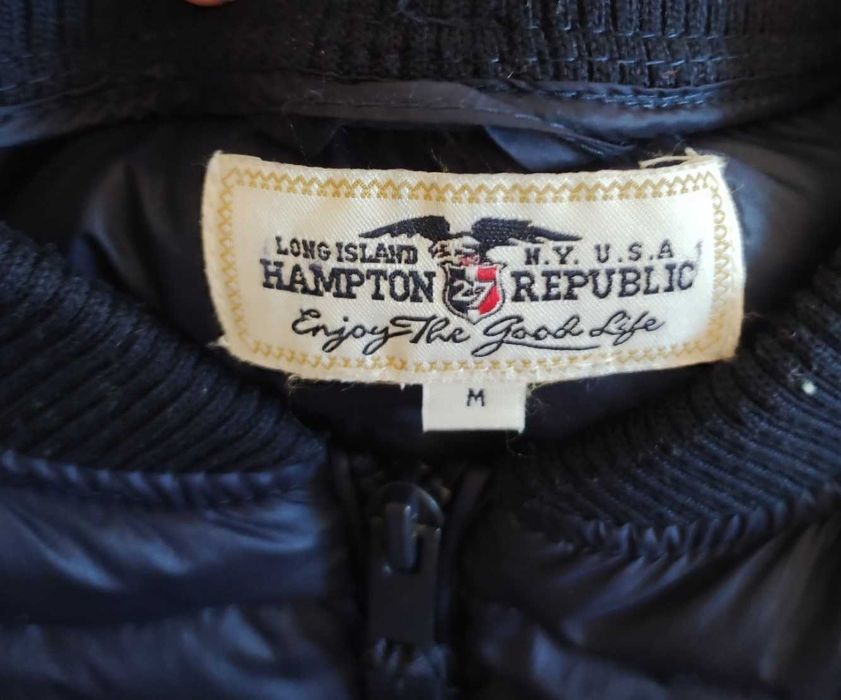 LONG ISLAND N.Y. U.S.A
HAMPTON 27 REPUBLIC
Enjoy The Good Life
M